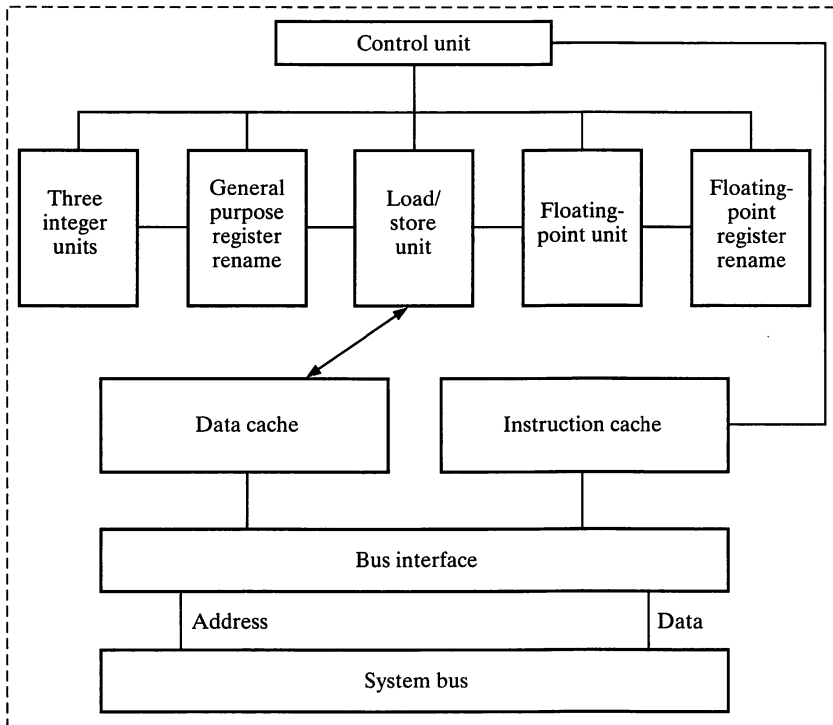 Control unit
Three
integer
units
General
purpose
register
rename
Load/
store
unit
Floating-
point unit
Floating-
point
register
rename
Data cache
Instruction cache
Bus interface
Address
Data
System bus